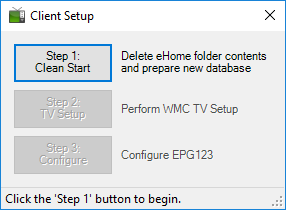 Client Setup
Step 1:
Clean Start
Delete eHome folder contents
and prepare new database
Step 2:
TV Setup
Perform WMC TV Setup
Step 3:
Configure
Configure EPG123
Click the 'Step 1' button to begin.